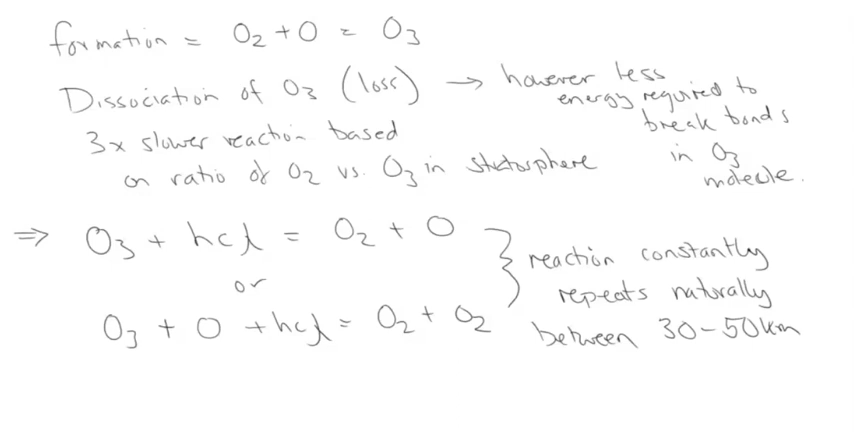 formation = O2 + O = O3
Dissociation of O3 (loss) → however less
energy required to
break bonds
in O3
molecule.
3x slower reaction based
on ratio of O2 vs. O3 in stratosphere
⇒ O3 + hcλ = O2 + O
or
O3 + O + hcλ = O2 + O2
} reaction constantly
repeats naturally
between 30-50km